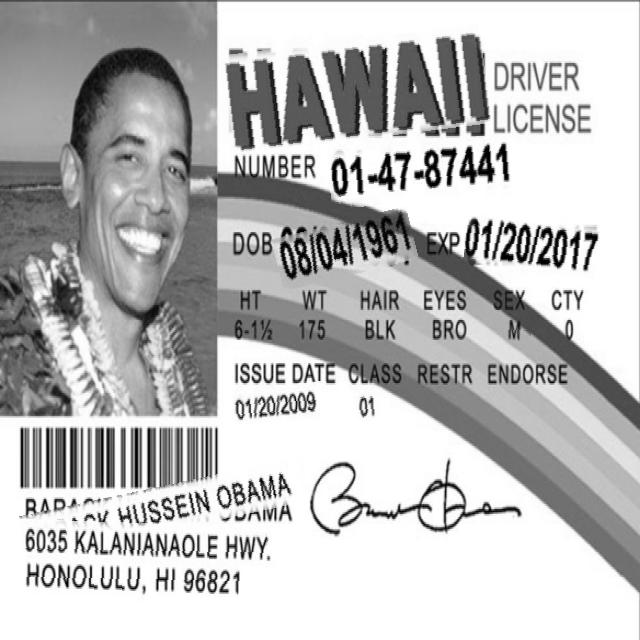 HAWAII DRIVER
LICENSE
NUMBER 01-47-87441
DOB 08/04/1961 EXP 01/20/2017
HT WT HAIR EYES SEX CTY
6-1½ 175 BLK BRO M 0
ISSUE DATE CLASS RESTR ENDORSE
01/20/2009 01
HUSSEIN OBAMA
6035 KALANIANAOLE HWY.
HONOLULU, HI 96821